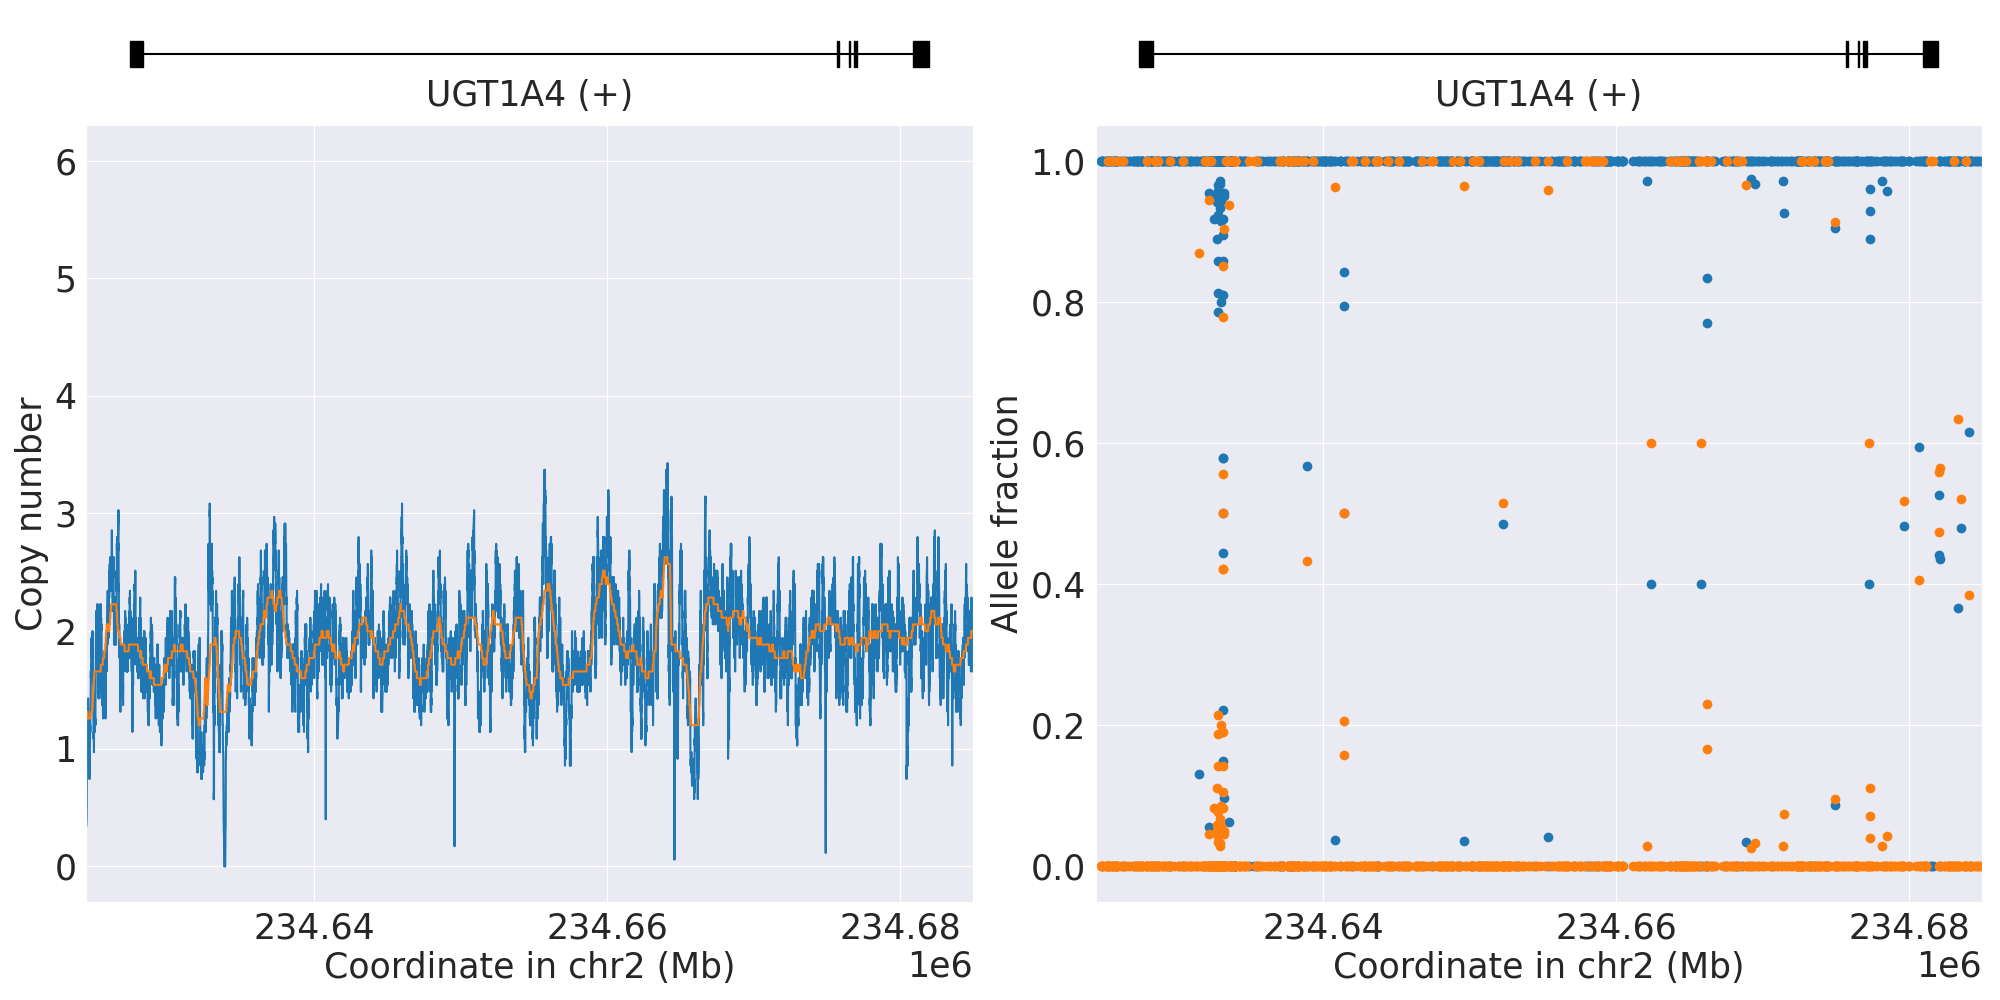 UGT1A4 (+)
6
5
4
3
2
1
0
Copy number
234.64 234.66 234.68
1e6
Coordinate in chr2 (Mb)
UGT1A4 (+)
1.0
0.8
0.6
0.4
0.2
0.0
Allele fraction
234.64 234.66 234.68
1e6
Coordinate in chr2 (Mb)